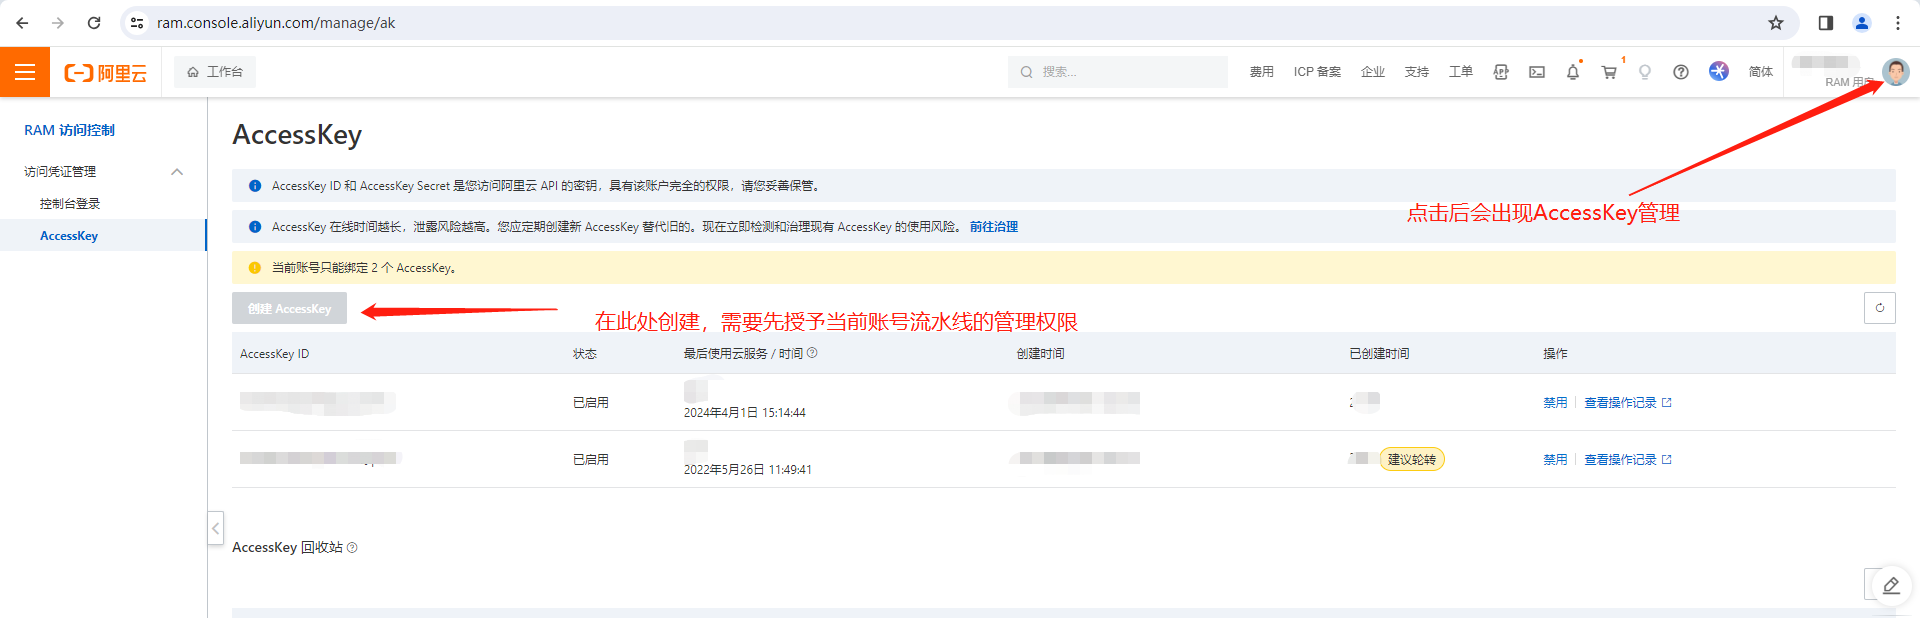 ram.console.aliyun.com/manage/ak
阿里云
工作台
搜索...
费用 ICP 备案 企业 支持 工单 1 简体
RAM 用户
RAM 访问控制
访问凭证管理
控制台登录
AccessKey
AccessKey
AccessKey ID 和 AccessKey Secret 是您访问阿里云 API 的密钥，具有该账户完全的权限，请您妥善保管。
点击后会出现AccessKey管理
AccessKey 在线时间越长，泄露风险越高。您应定期创建新 AccessKey 替代旧的。现在立即检测和治理现有 AccessKey 的使用风险。 前往治理
当前账号只能绑定 2 个 AccessKey。
创建 AccessKey
在此处创建，需要先授予当前账号流水线的管理权限
AccessKey ID 状态 最后使用云服务 / 时间 创建时间 已创建时间 操作
已启用 2024年4月1日 15:14:44 禁用 查看操作记录
已启用 2022年5月26日 11:49:41 建议轮转 禁用 查看操作记录
AccessKey 回收站